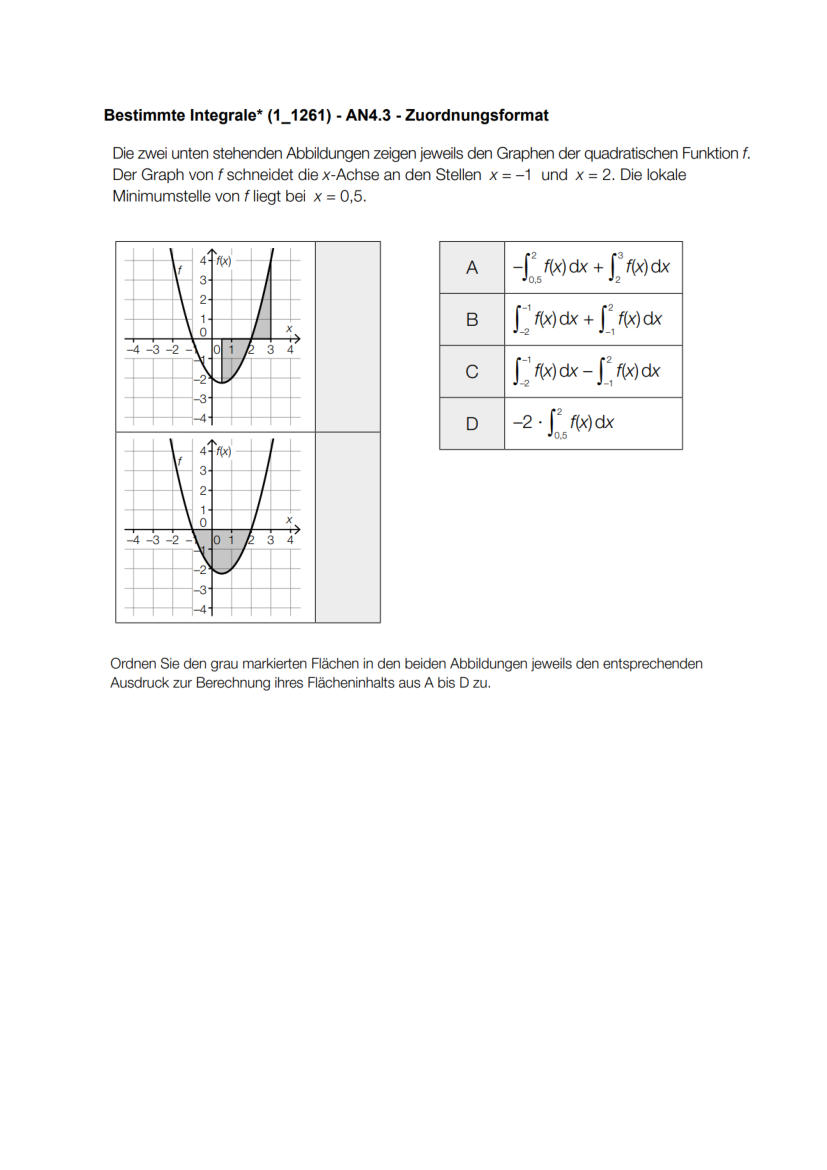 Bestimmte Integrale* (1_1261) - AN4.3 - Zuordnungsformat
Die zwei unten stehenden Abbildungen zeigen jeweils den Graphen der quadratischen Funktion f.
Der Graph von f schneidet die x-Achse an den Stellen x = –1 und x = 2. Die lokale
Minimumstelle von f liegt bei x = 0,5.
f
4 f(x)
3
2
1
0
x
–4 –3 –2 –1 0 1 2 3 4
–1
–2
–3
–4
f
4 f(x)
3
2
1
0
x
–4 –3 –2 –1 0 1 2 3 4
–1
–2
–3
–4
A –∫_{0,5}^{2} f(x) dx + ∫_{2}^{3} f(x) dx
B ∫_{–2}^{–1} f(x) dx + ∫_{–1}^{2} f(x) dx
C ∫_{–2}^{–1} f(x) dx – ∫_{–1}^{2} f(x) dx
D –2 · ∫_{0,5}^{2} f(x) dx
Ordnen Sie den grau markierten Flächen in den beiden Abbildungen jeweils den entsprechenden
Ausdruck zur Berechnung ihres Flächeninhalts aus A bis D zu.